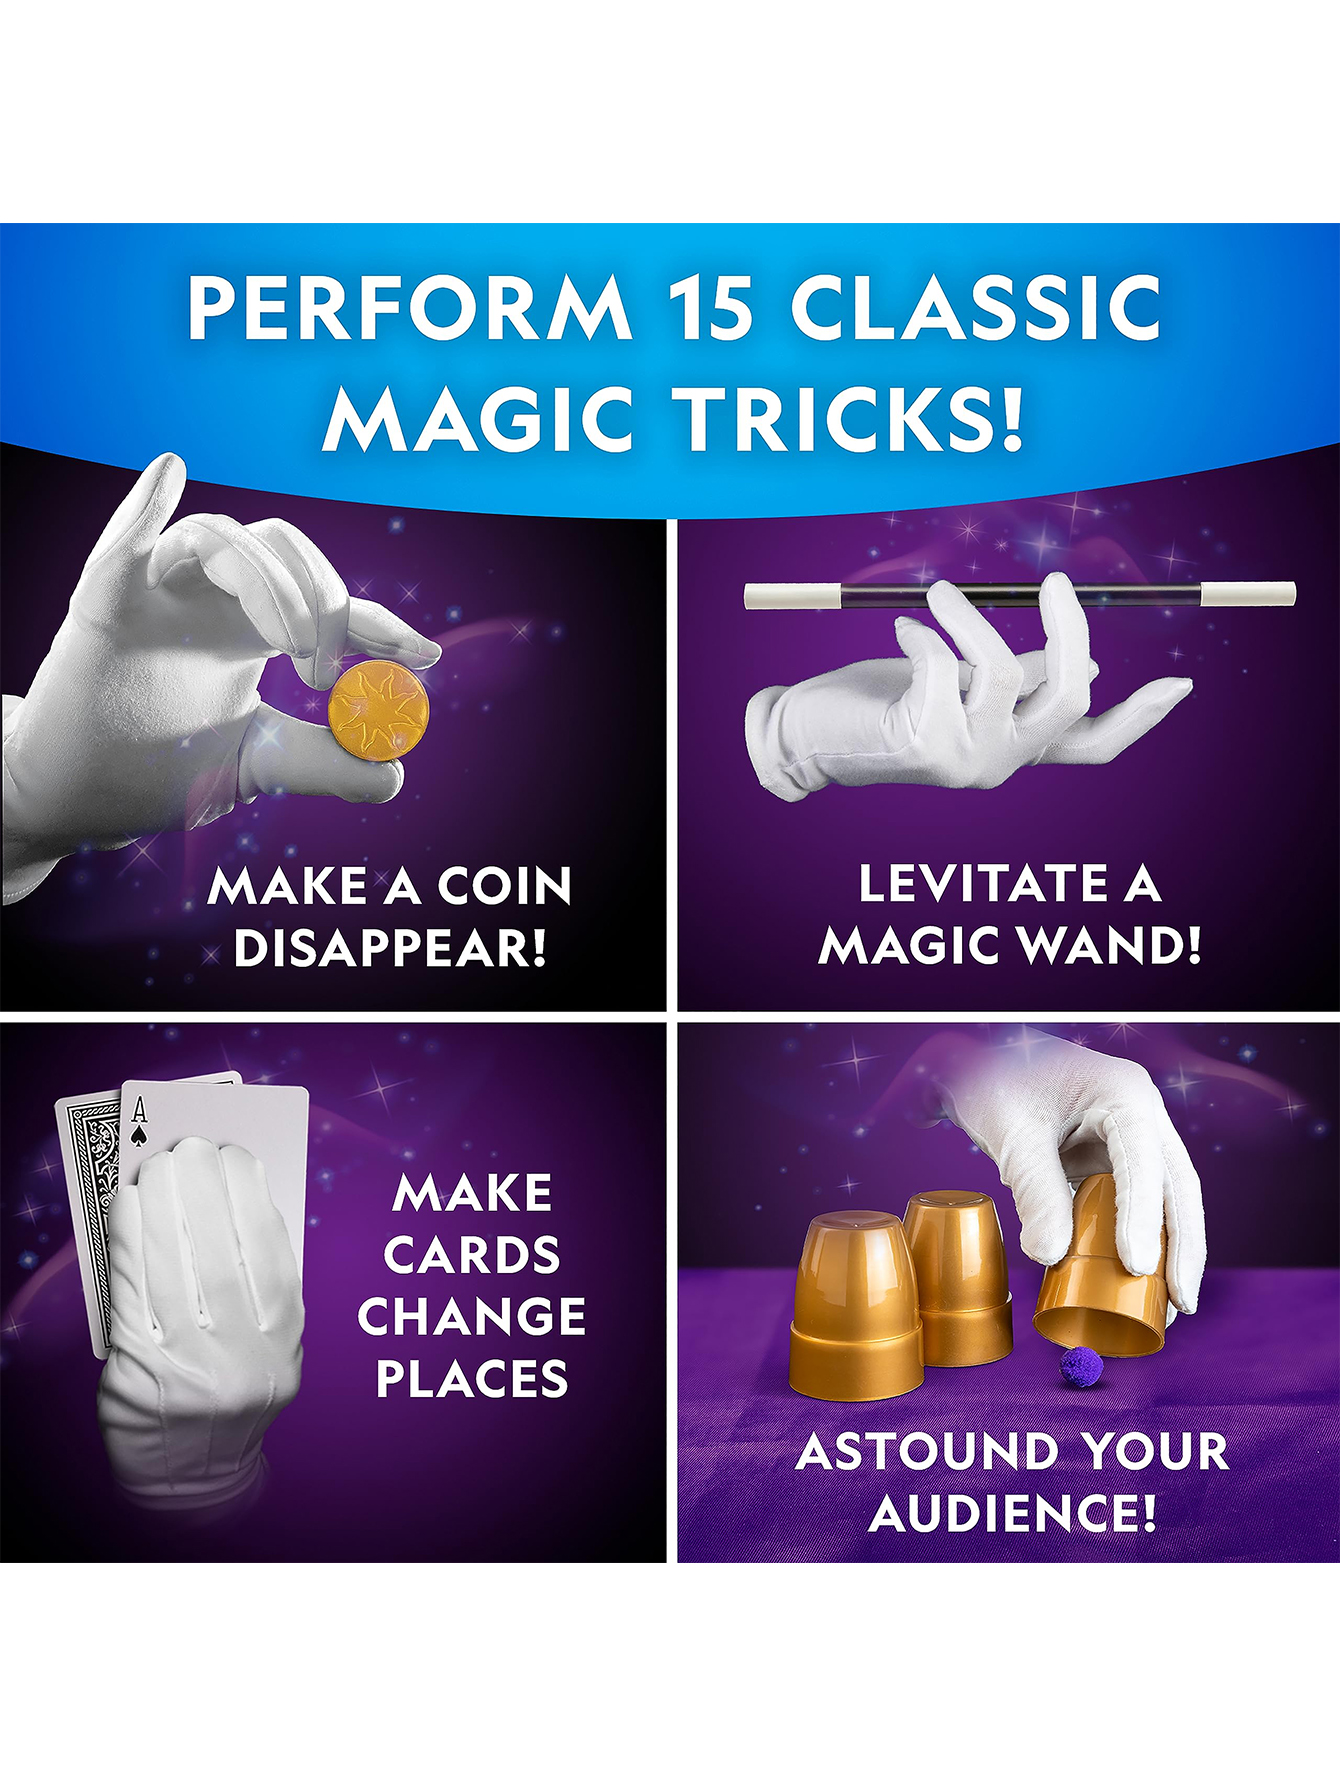 PERFORM 15 CLASSIC
MAGIC TRICKS!
MAKE A COIN
DISAPPEAR!
LEVITATE A
MAGIC WAND!
A
MAKE
CARDS
CHANGE
PLACES
ASTOUND YOUR
AUDIENCE!